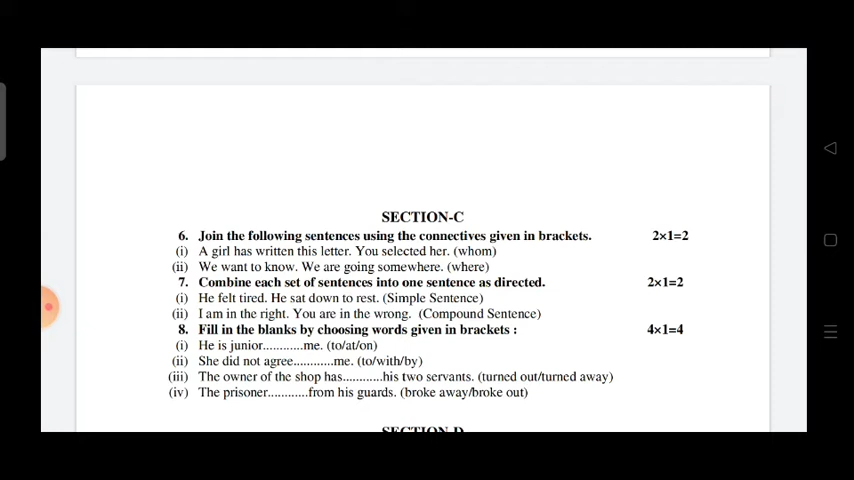 SECTION-C
6. Join the following sentences using the connectives given in brackets. 2×1=2
(i) A girl has written this letter. You selected her. (whom)
(ii) We want to know. We are going somewhere. (where)
7. Combine each set of sentences into one sentence as directed. 2×1=2
(i) He felt tired. He sat down to rest. (Simple Sentence)
(ii) I am in the right. You are in the wrong. (Compound Sentence)
8. Fill in the blanks by choosing words given in brackets : 4×1=4
(i) He is junior............me. (to/at/on)
(ii) She did not agree............me. (to/with/by)
(iii) The owner of the shop has............his two servants. (turned out/turned away)
(iv) The prisoner............from his guards. (broke away/broke out)
SECTION-D